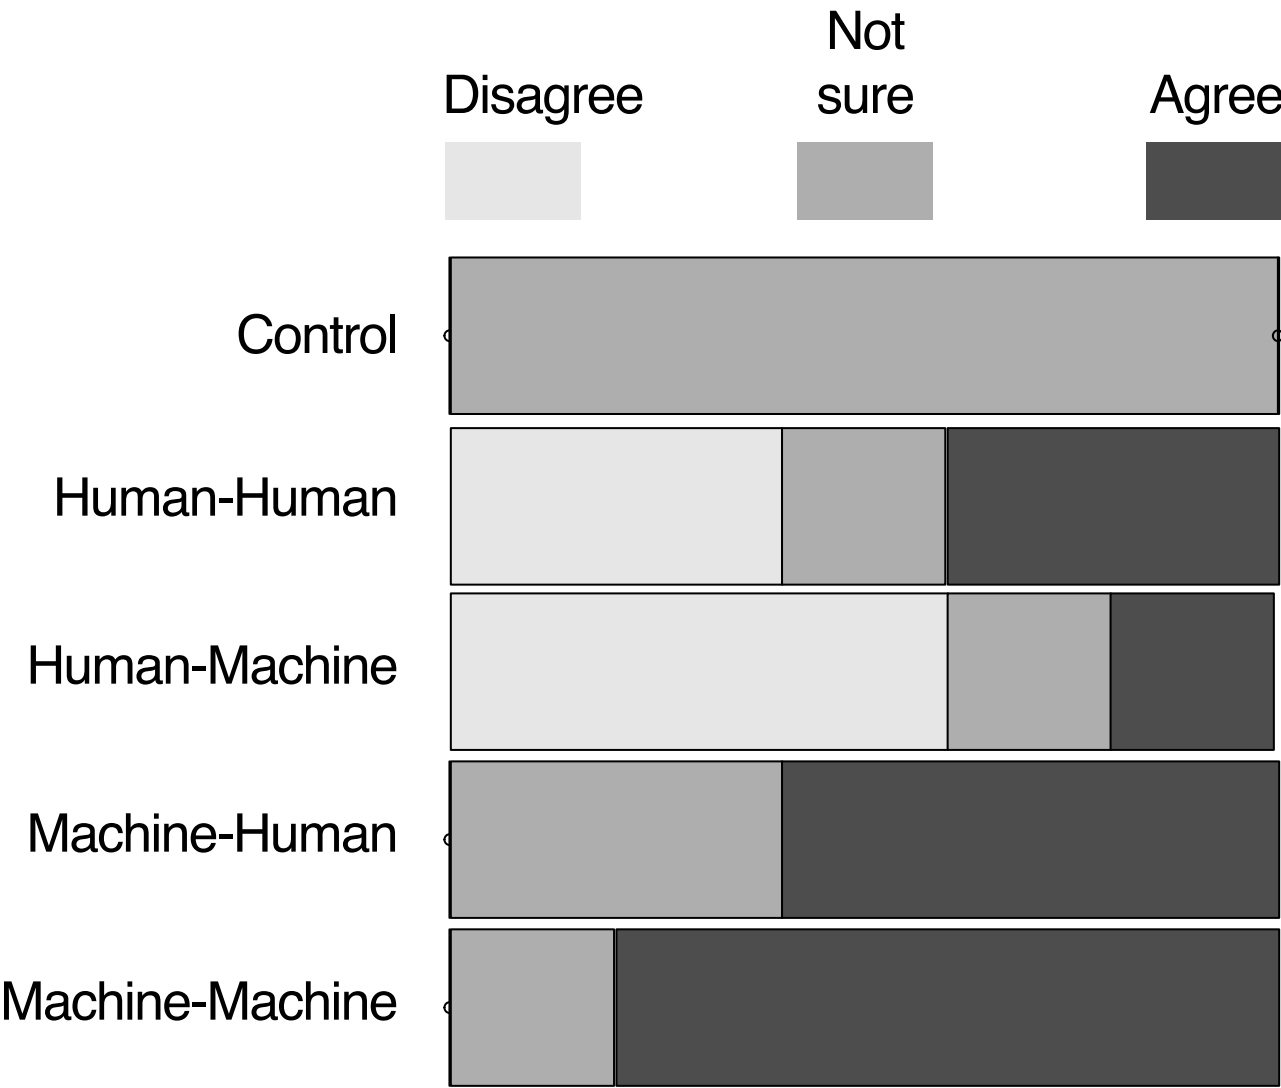 Not
Disagree sure Agree
Control
Human-Human
Human-Machine
Machine-Human
Machine-Machine